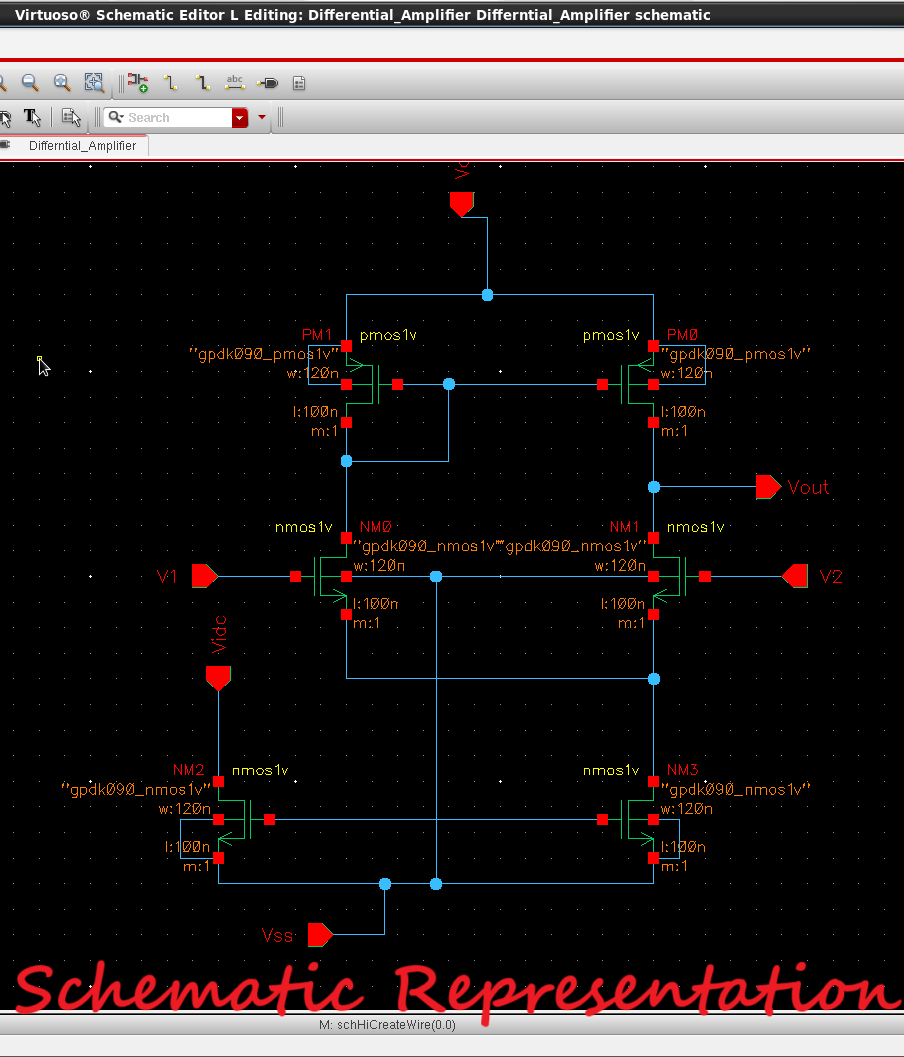 Virtuoso® Schematic Editor L Editing: Differential_Amplifier Differntial_Amplifier schematic
abc
T
Search
Differntial_Amplifier
PM1 pmos1v
"gpdk090_pmos1v"
w:120n
l:100n
m:1
pmos1v PM0
"gpdk090_pmos1v"
w:120n
l:100n
m:1
Vout
nmos1v NM0
"gpdk090_nmos1v"
w:120n
l:100n
m:1
NM1 nmos1v
"gpdk090_nmos1v"
w:120n
l:100n
m:1
V1
V2
Vidc
NM2 nmos1v
"gpdk090_nmos1v"
w:120n
l:100n
m:1
nmos1v NM3
"gpdk090_nmos1v"
w:120n
l:100n
m:1
Vss
Schematic Representation
M: schHiCreateWire(0.0)